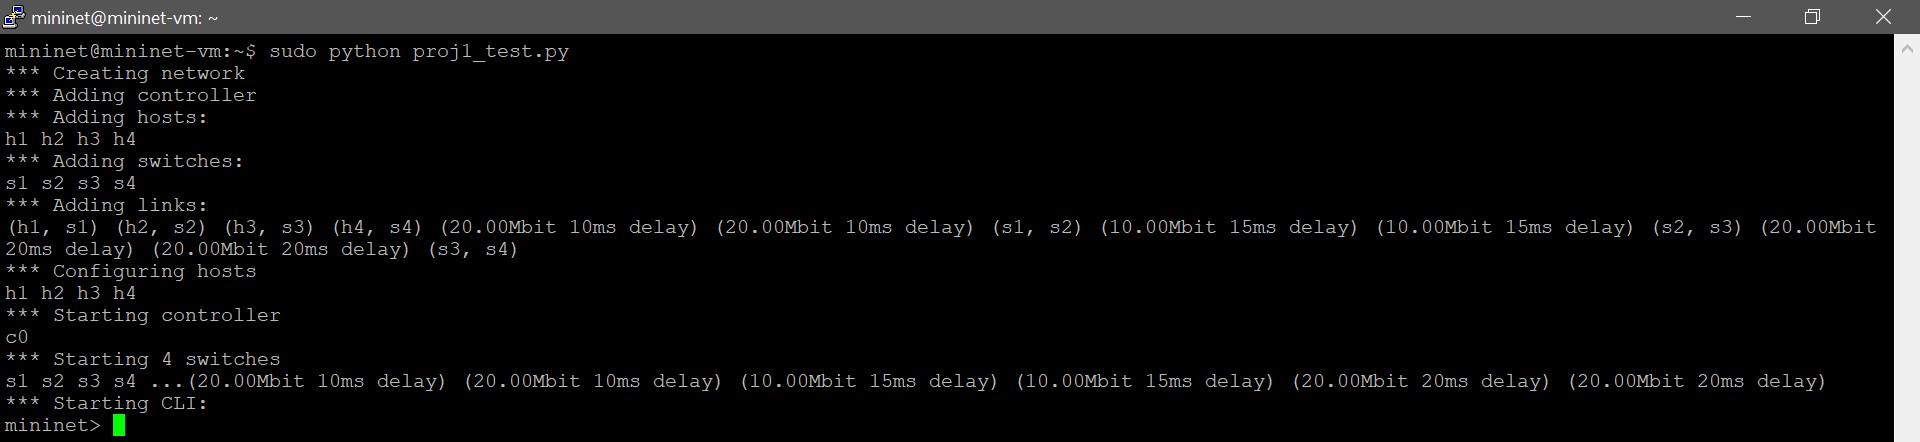 mininet@mininet-vm: ~
mininet@mininet-vm:~$ sudo python proj1_test.py
*** Creating network
*** Adding controller
*** Adding hosts:
h1 h2 h3 h4
*** Adding switches:
s1 s2 s3 s4
*** Adding links:
(h1, s1) (h2, s2) (h3, s3) (h4, s4) (20.00Mbit 10ms delay) (20.00Mbit 10ms delay) (s1, s2) (10.00Mbit 15ms delay) (10.00Mbit 15ms delay) (s2, s3) (20.00Mbit
20ms delay) (20.00Mbit 20ms delay) (s3, s4)
*** Configuring hosts
h1 h2 h3 h4
*** Starting controller
c0
*** Starting 4 switches
s1 s2 s3 s4 ...(20.00Mbit 10ms delay) (20.00Mbit 10ms delay) (10.00Mbit 15ms delay) (10.00Mbit 15ms delay) (20.00Mbit 20ms delay) (20.00Mbit 20ms delay)
*** Starting CLI:
mininet>